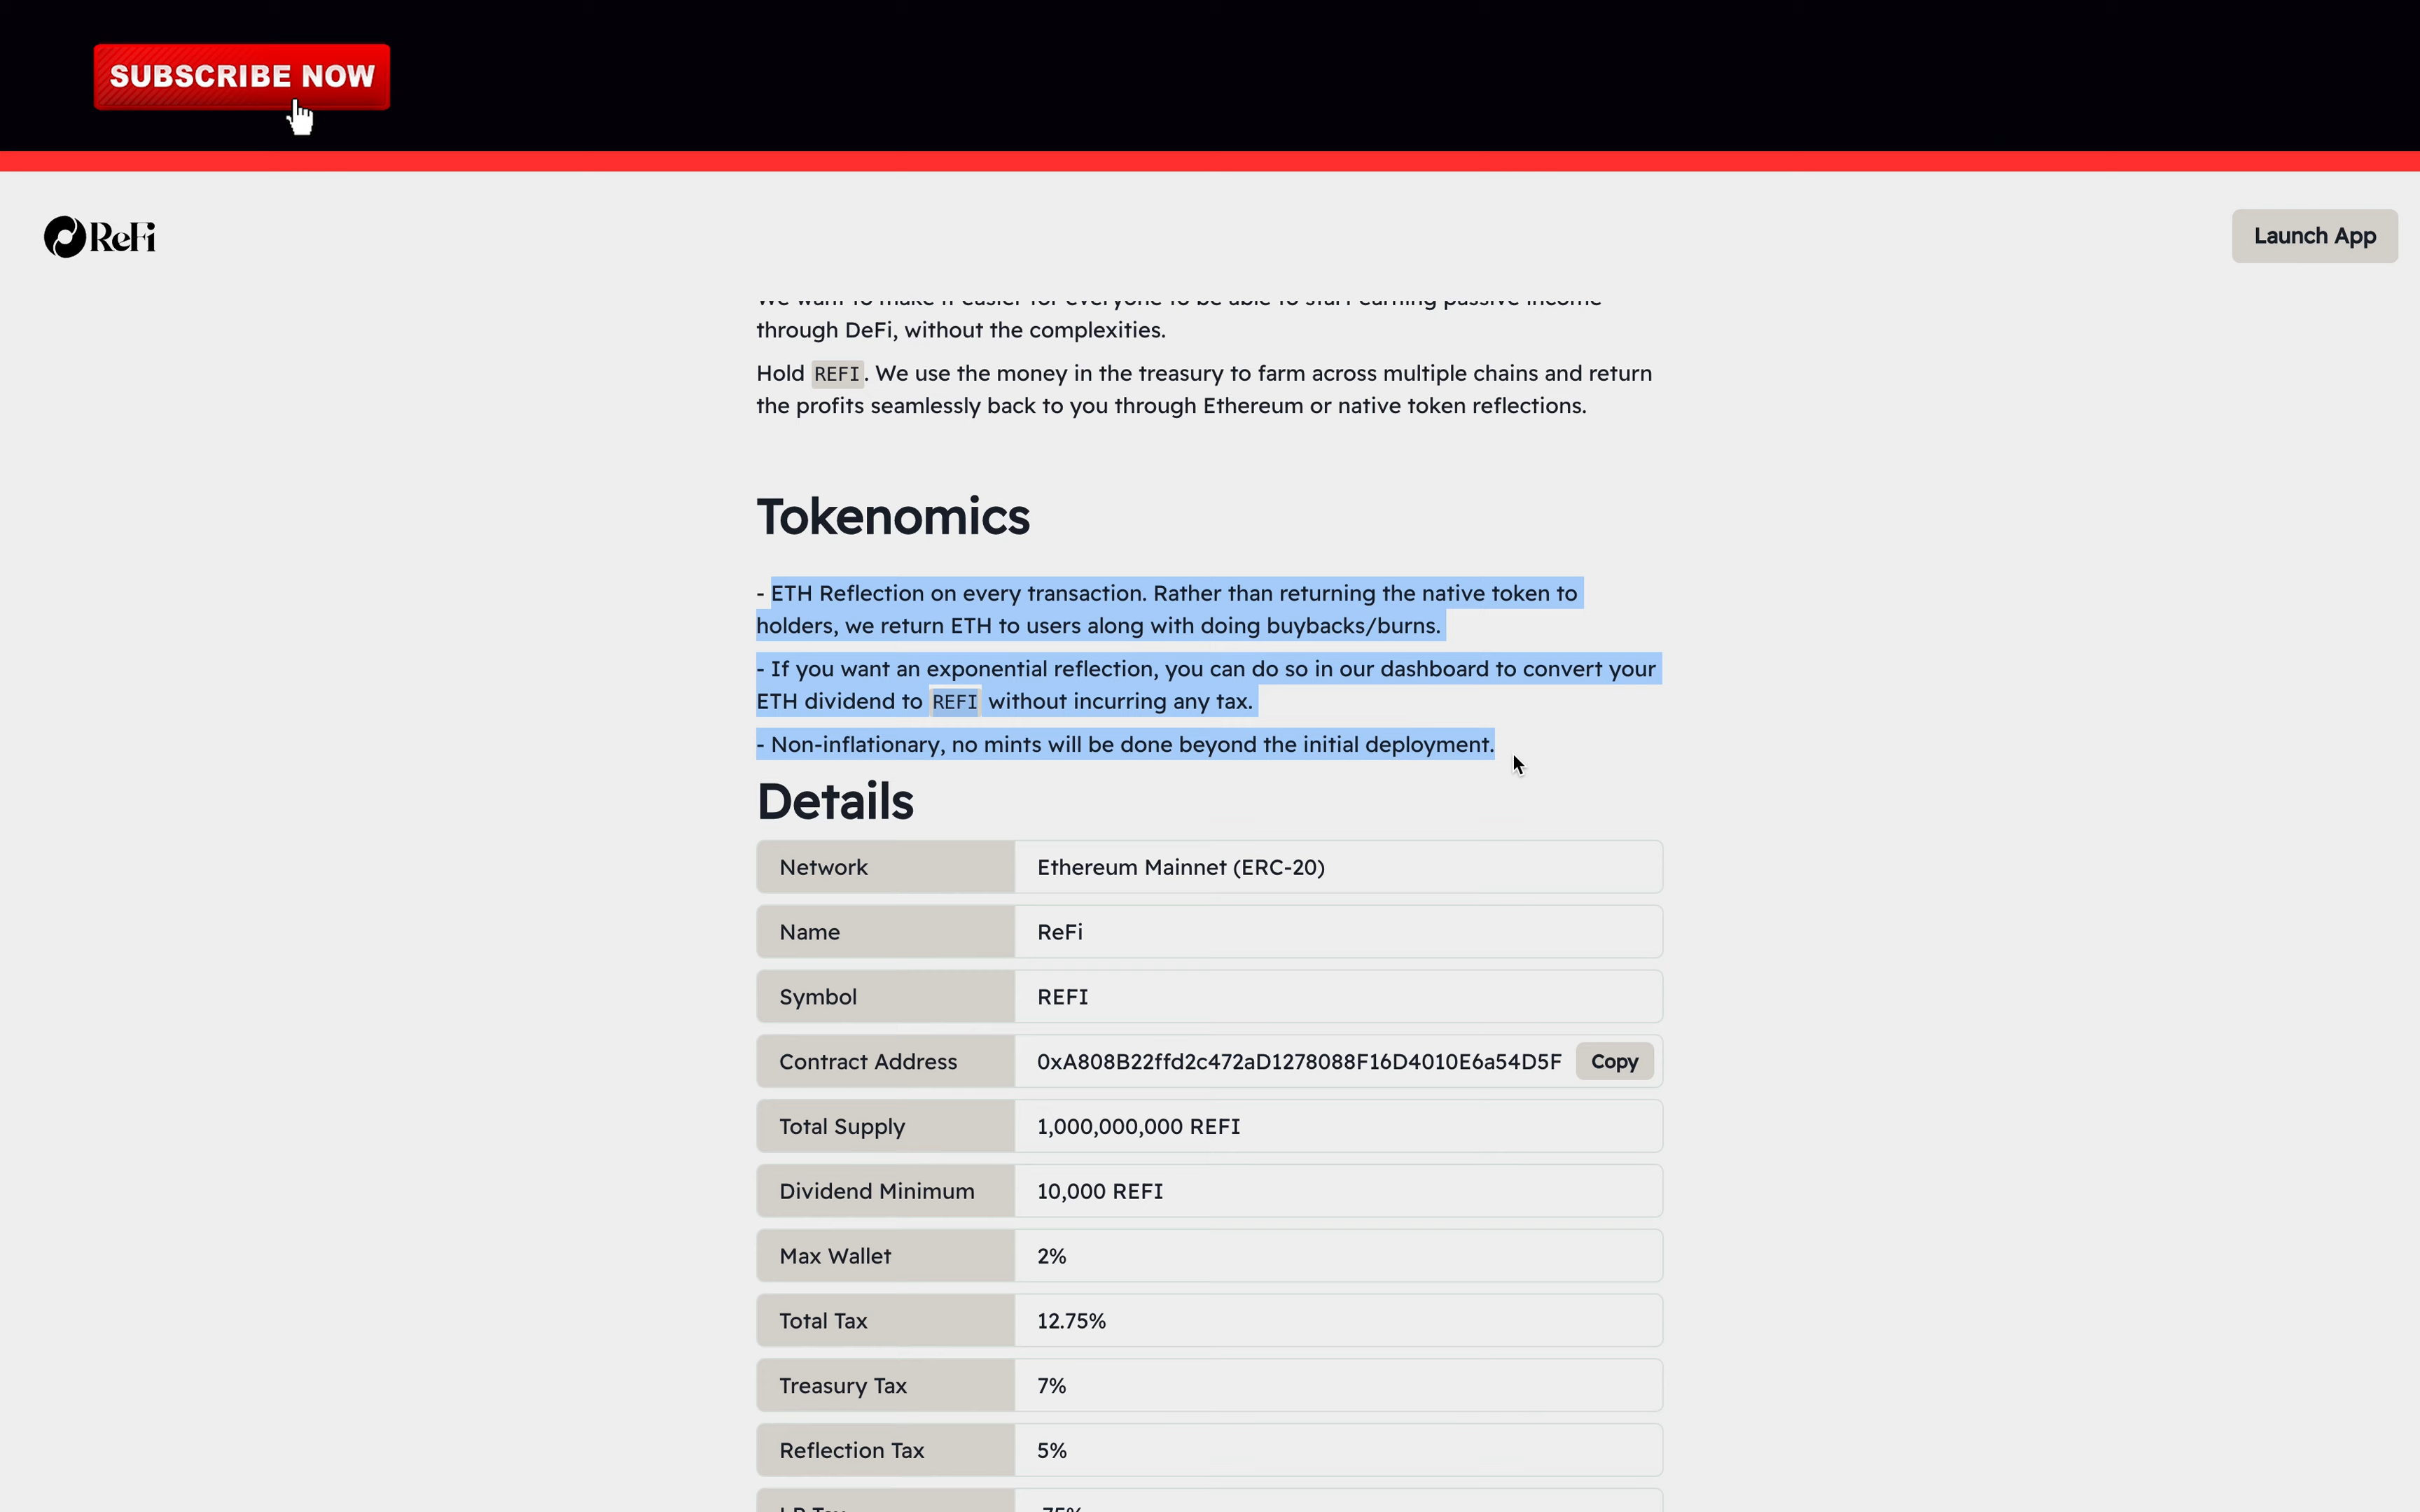 SUBSCRIBE NOW
ReFi
Launch App
We want to make it easier for everyone to be able to start earning passive income
through DeFi, without the complexities.
Hold REFI. We use the money in the treasury to farm across multiple chains and return
the profits seamlessly back to you through Ethereum or native token reflections.
Tokenomics
- ETH Reflection on every transaction. Rather than returning the native token to
holders, we return ETH to users along with doing buybacks/burns.
- If you want an exponential reflection, you can do so in our dashboard to convert your
ETH dividend to REFI without incurring any tax.
- Non-inflationary, no mints will be done beyond the initial deployment.
Details
Network Ethereum Mainnet (ERC-20)
Name ReFi
Symbol REFI
Contract Address 0xA808B22ffd2c472aD1278088F16D4010E6a54D5F Copy
Total Supply 1,000,000,000 REFI
Dividend Minimum 10,000 REFI
Max Wallet 2%
Total Tax 12.75%
Treasury Tax 7%
Reflection Tax 5%
LP Tax .75%